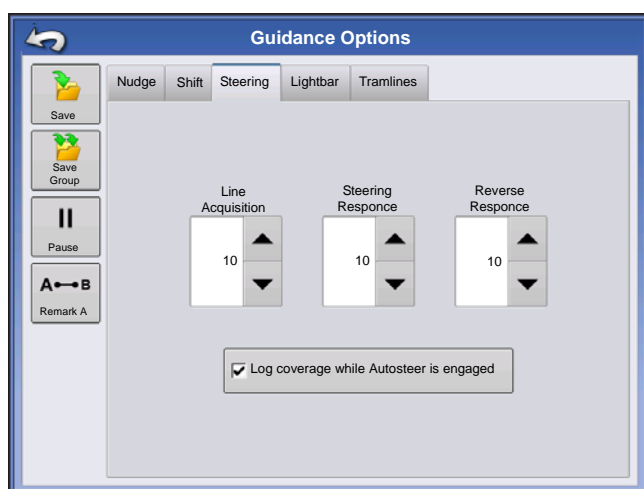 Guidance Options
Nudge Shift Steering Lightbar Tramlines
Save
Save
Group
Pause
A B
Remark A
Line
Acquisition
Steering
Responce
Reverse
Responce
10
10
10
Log coverage while Autosteer is engaged